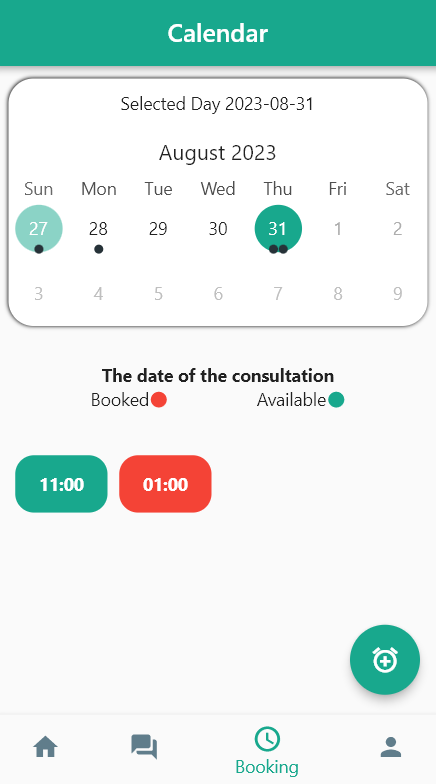 Calendar
Selected Day 2023-08-31
August 2023
Sun Mon Tue Wed Thu Fri Sat
27 28 29 30 31 1 2
3 4 5 6 7 8 9
The date of the consultation
Booked Available
11:00 01:00
Booking